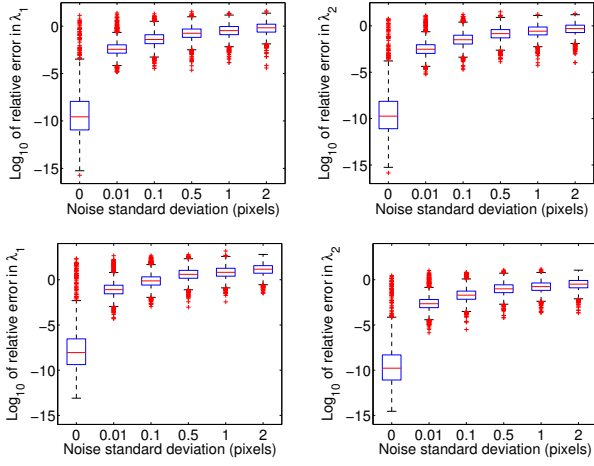 Log10 of relative error in λ1
0
−5
−10
−15
0 0.01 0.1 0.5 1 2
Noise standard deviation (pixels)
Log10 of relative error in λ2
0
−5
−10
−15
0 0.01 0.1 0.5 1 2
Noise standard deviation (pixels)
Log10 of relative error in λ1
0
−5
−10
−15
0 0.01 0.1 0.5 1 2
Noise standard deviation (pixels)
Log10 of relative error in λ2
0
−5
−10
−15
0 0.01 0.1 0.5 1 2
Noise standard deviation (pixels)